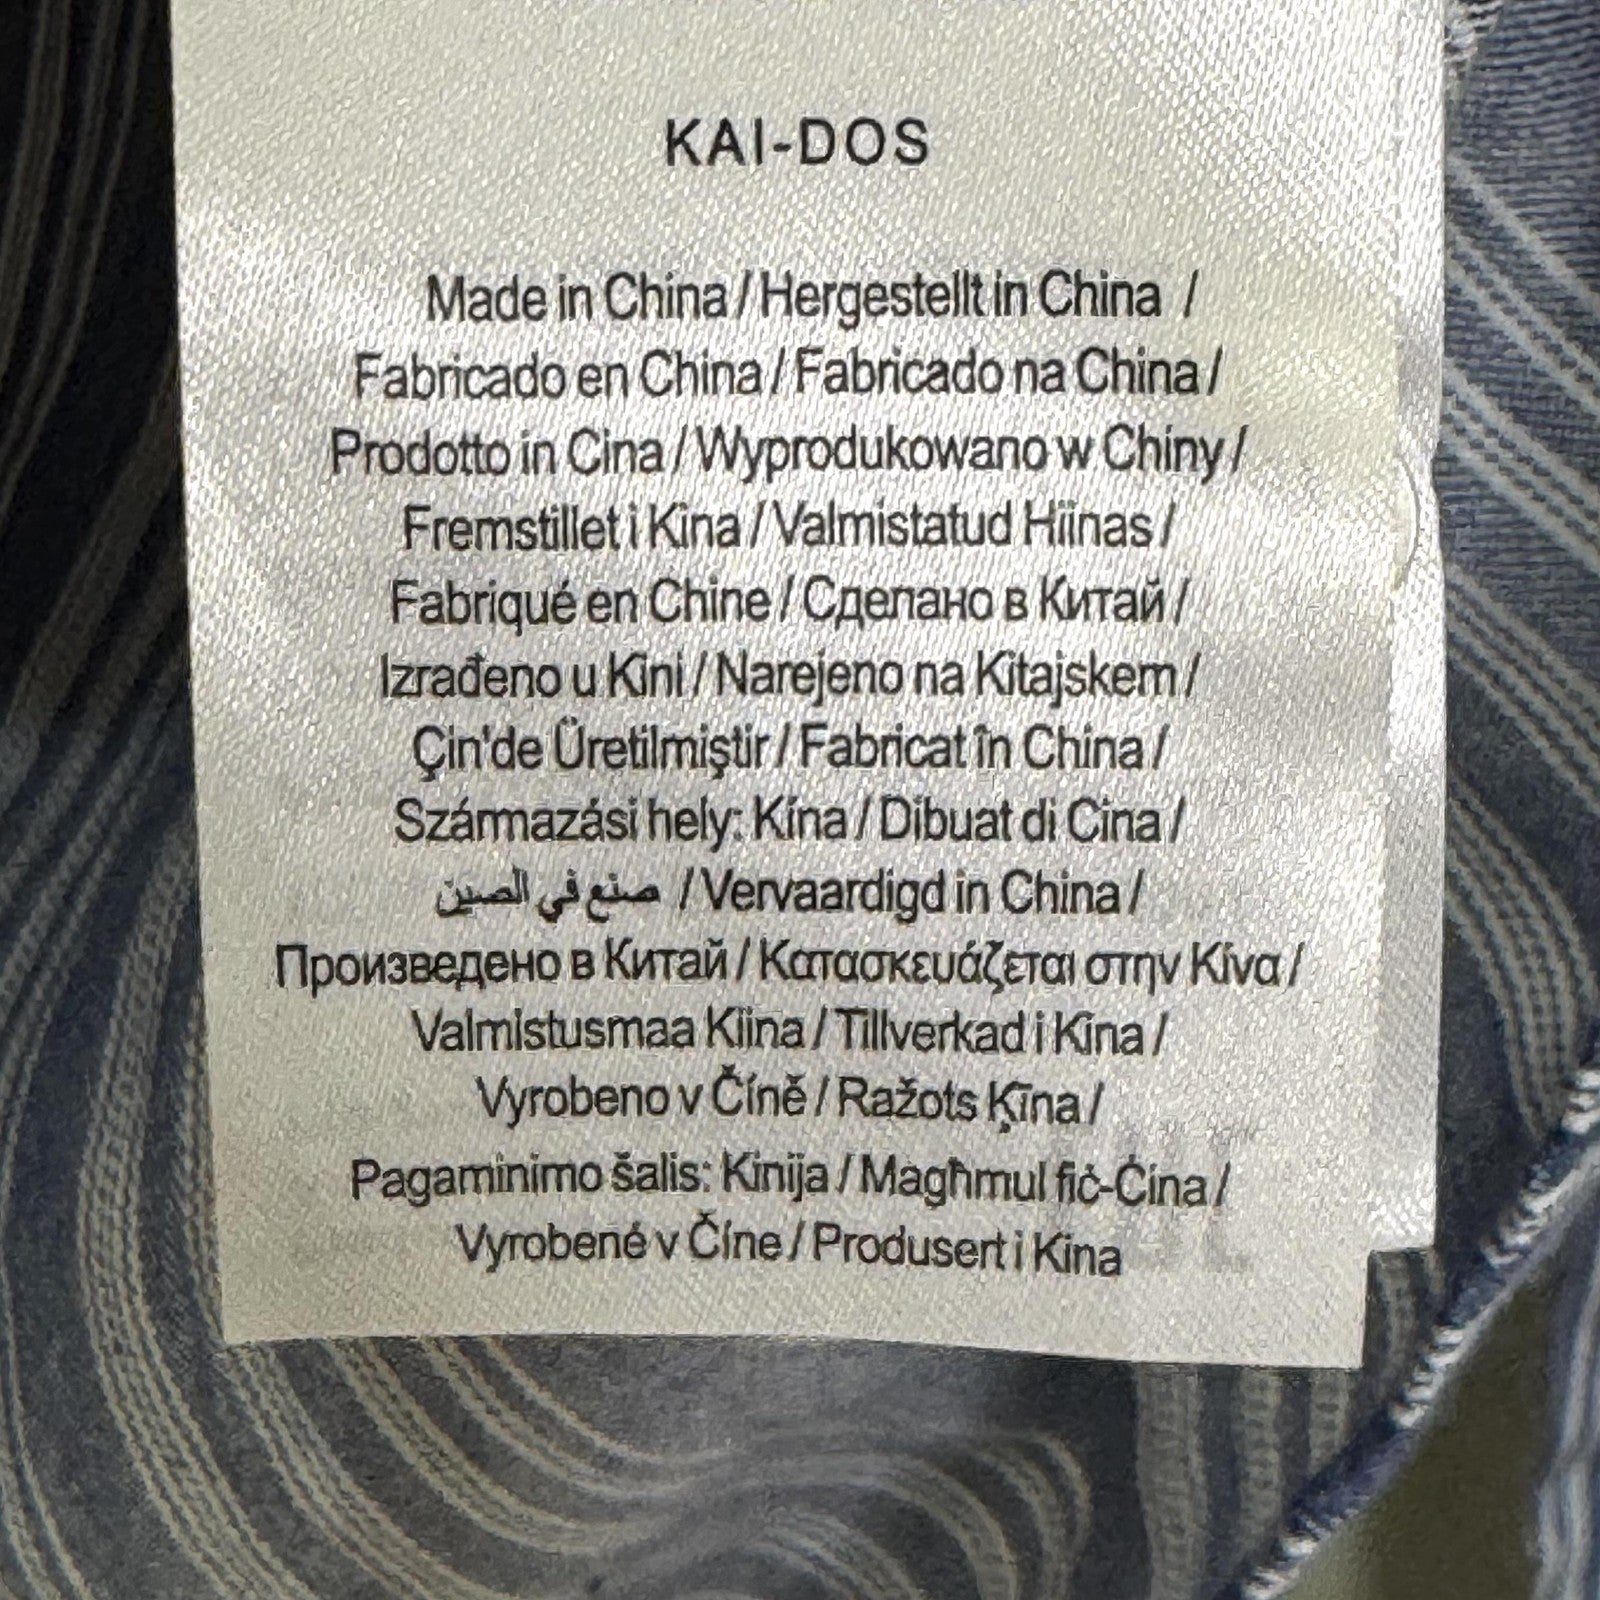 KAI-DOS
Made in China / Hergestellt in China /
Fabricado en China / Fabricado na China /
Prodotto in Cina / Wyprodukowano w Chiny /
Fremstillet i Kina / Valmistatud Hiinas /
Fabriqué en Chine / Сделано в Китай /
Izrađeno u Kini / Narejeno na Kitajskem /
Çin'de Üretilmiştir / Fabricat în China /
Származási hely: Kína / Dibuat di Cina /
صنع في الصين / Vervaardigd in China /
Произведено в Китай / Κατασκευάζεται στην Κίνα /
Valmistusmaa Kiina / Tillverkad i Kina /
Vyrobeno v Číně / Ražots Ķīna /
Pagaminimo šalis: Kinija / Magħmul fiċ-Ċina /
Vyrobené v Číne / Produsert i Kina